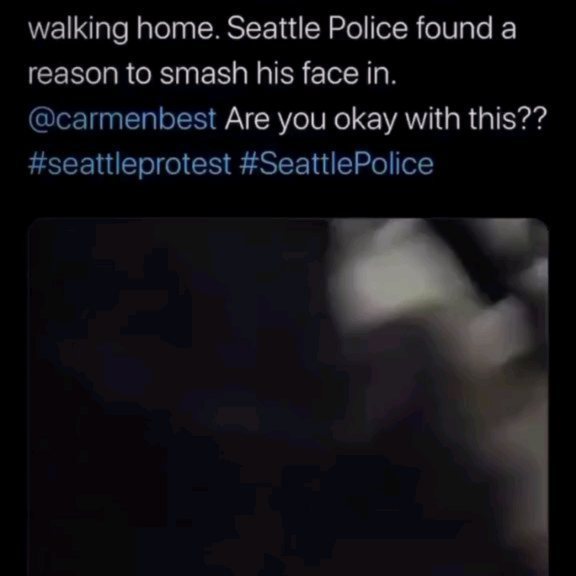 walking home. Seattle Police found a
reason to smash his face in.
@carmenbest Are you okay with this??
#seattleprotest #SeattlePolice